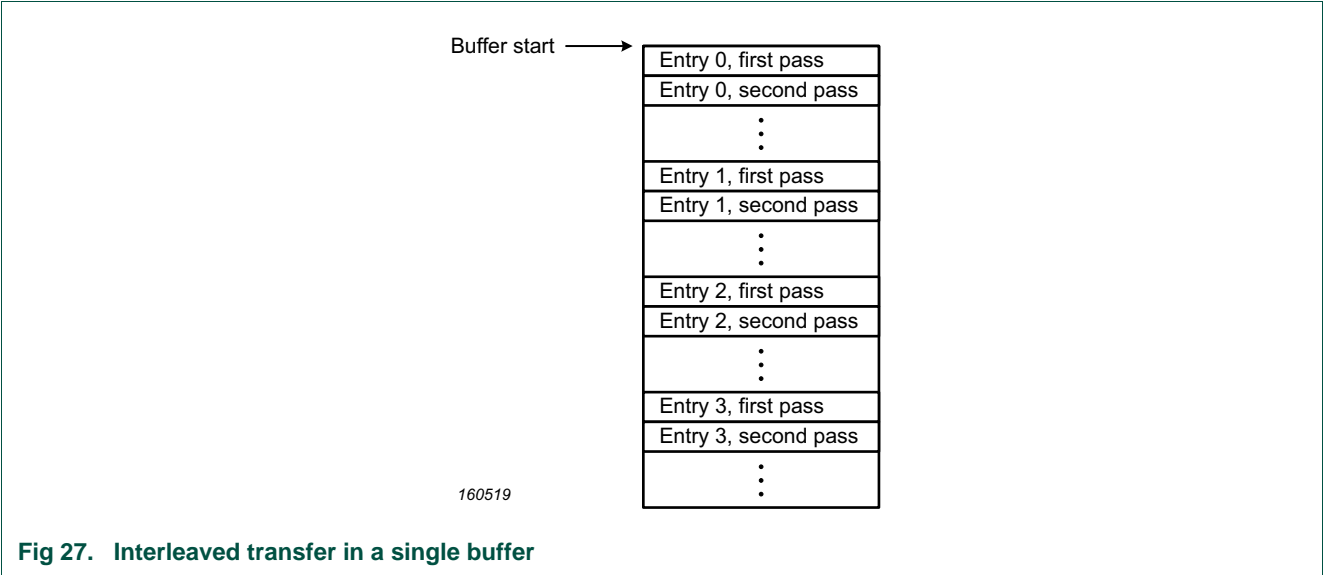 Buffer start
Entry 0, first pass
Entry 0, second pass
Entry 1, first pass
Entry 1, second pass
Entry 2, first pass
Entry 2, second pass
Entry 3, first pass
Entry 3, second pass
160519
Fig 27. Interleaved transfer in a single buffer